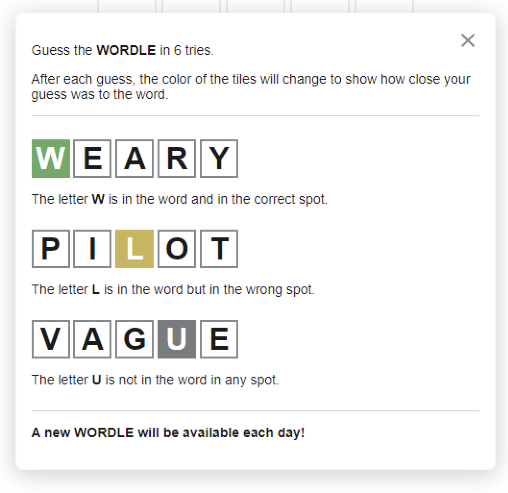 Guess the WORDLE in 6 tries.
After each guess, the color of the tiles will change to show how close your
guess was to the word.
W E A R Y
The letter W is in the word and in the correct spot.
P I L O T
The letter L is in the word but in the wrong spot.
V A G U E
The letter U is not in the word in any spot.
A new WORDLE will be available each day!